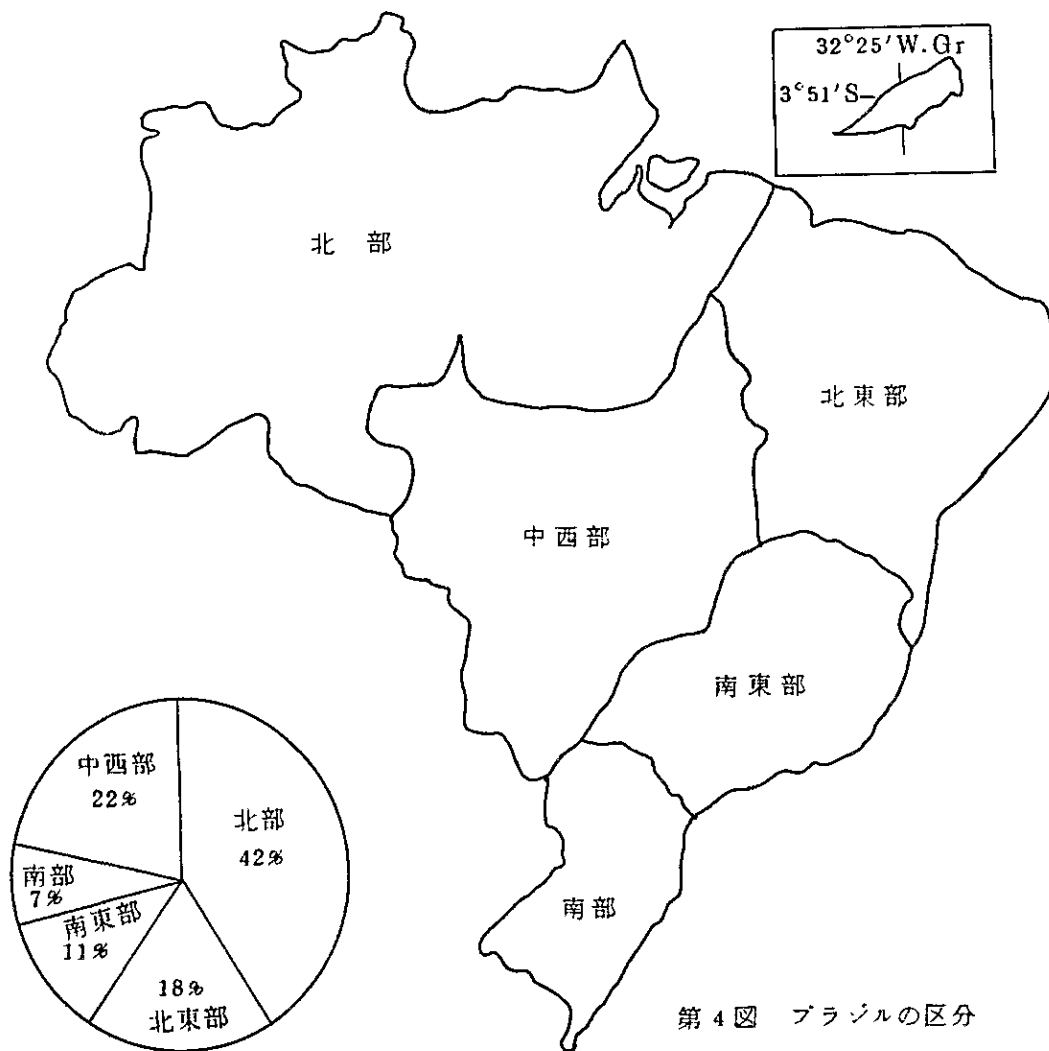 32°25′W.Gr
3°51′S
北部
北東部
中西部
南東部
南部
中西部
22%
北部
42%
南部
7%
南東部
11%
18%
北東部
第4図 ブラジルの区分